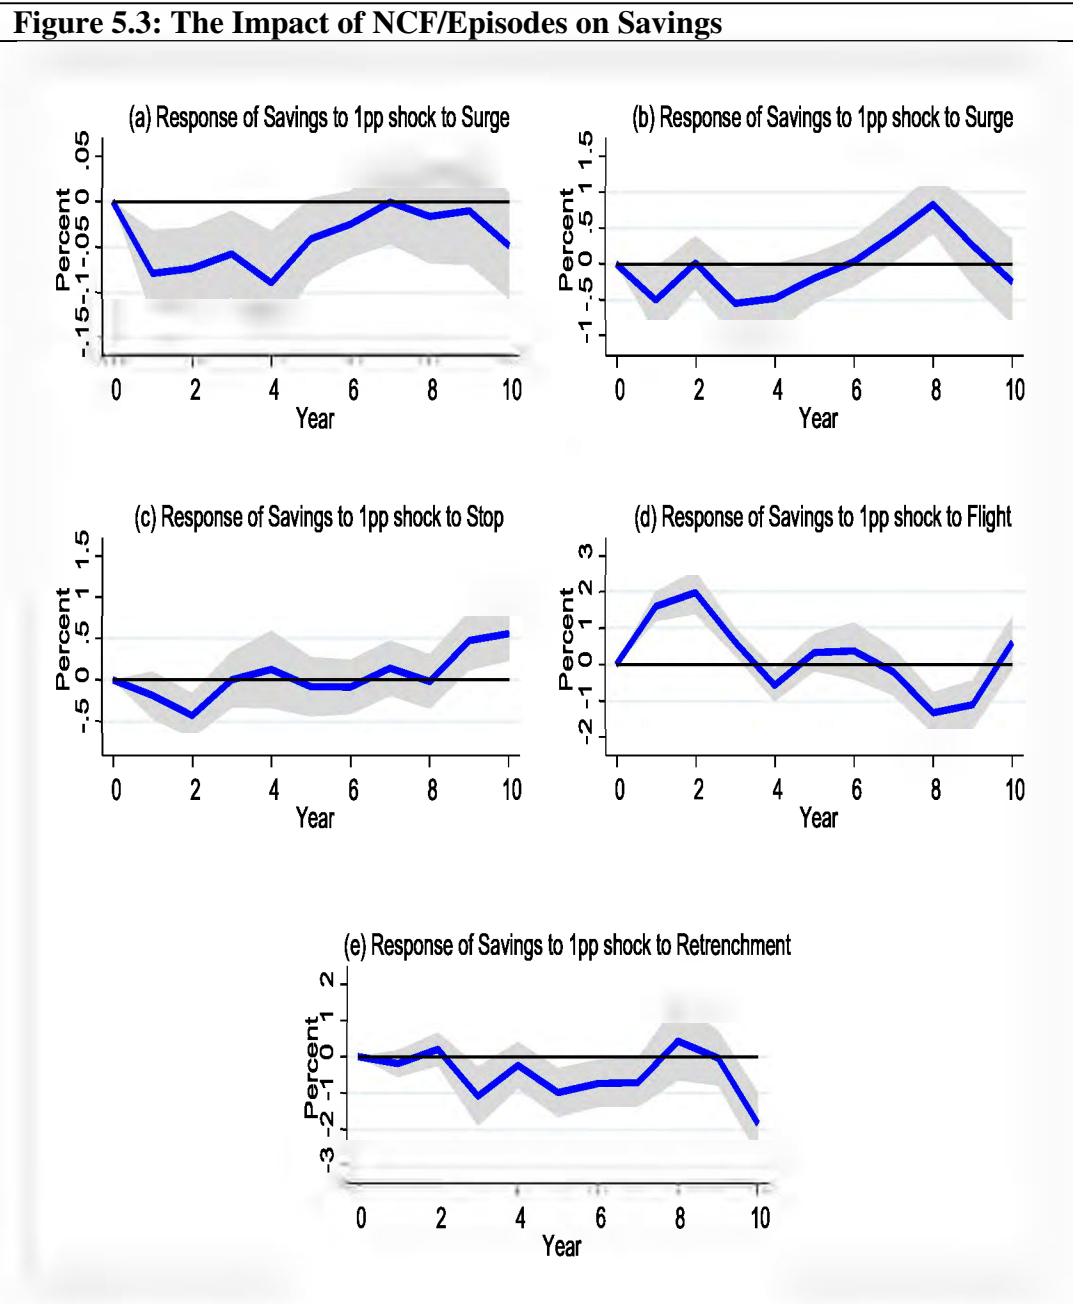 Figure 5.3: The Impact of NCF/Episodes on Savings
(a) Response of Savings to 1pp shock to Surge
Percent
.05
0
-.05
-.1
-.15
0 2 4 6 8 10
Year
(b) Response of Savings to 1pp shock to Surge
Percent
1.5
1
.5
0
-.5
-1
0 2 4 6 8 10
Year
(c) Response of Savings to 1pp shock to Stop
Percent
1.5
1
.5
0
-.5
0 2 4 6 8 10
Year
(d) Response of Savings to 1pp shock to Flight
Percent
3
2
1
0
-1
-2
0 2 4 6 8 10
Year
(e) Response of Savings to 1pp shock to Retrenchment
Percent
2
1
0
-1
-2
-3
0 2 4 6 8 10
Year